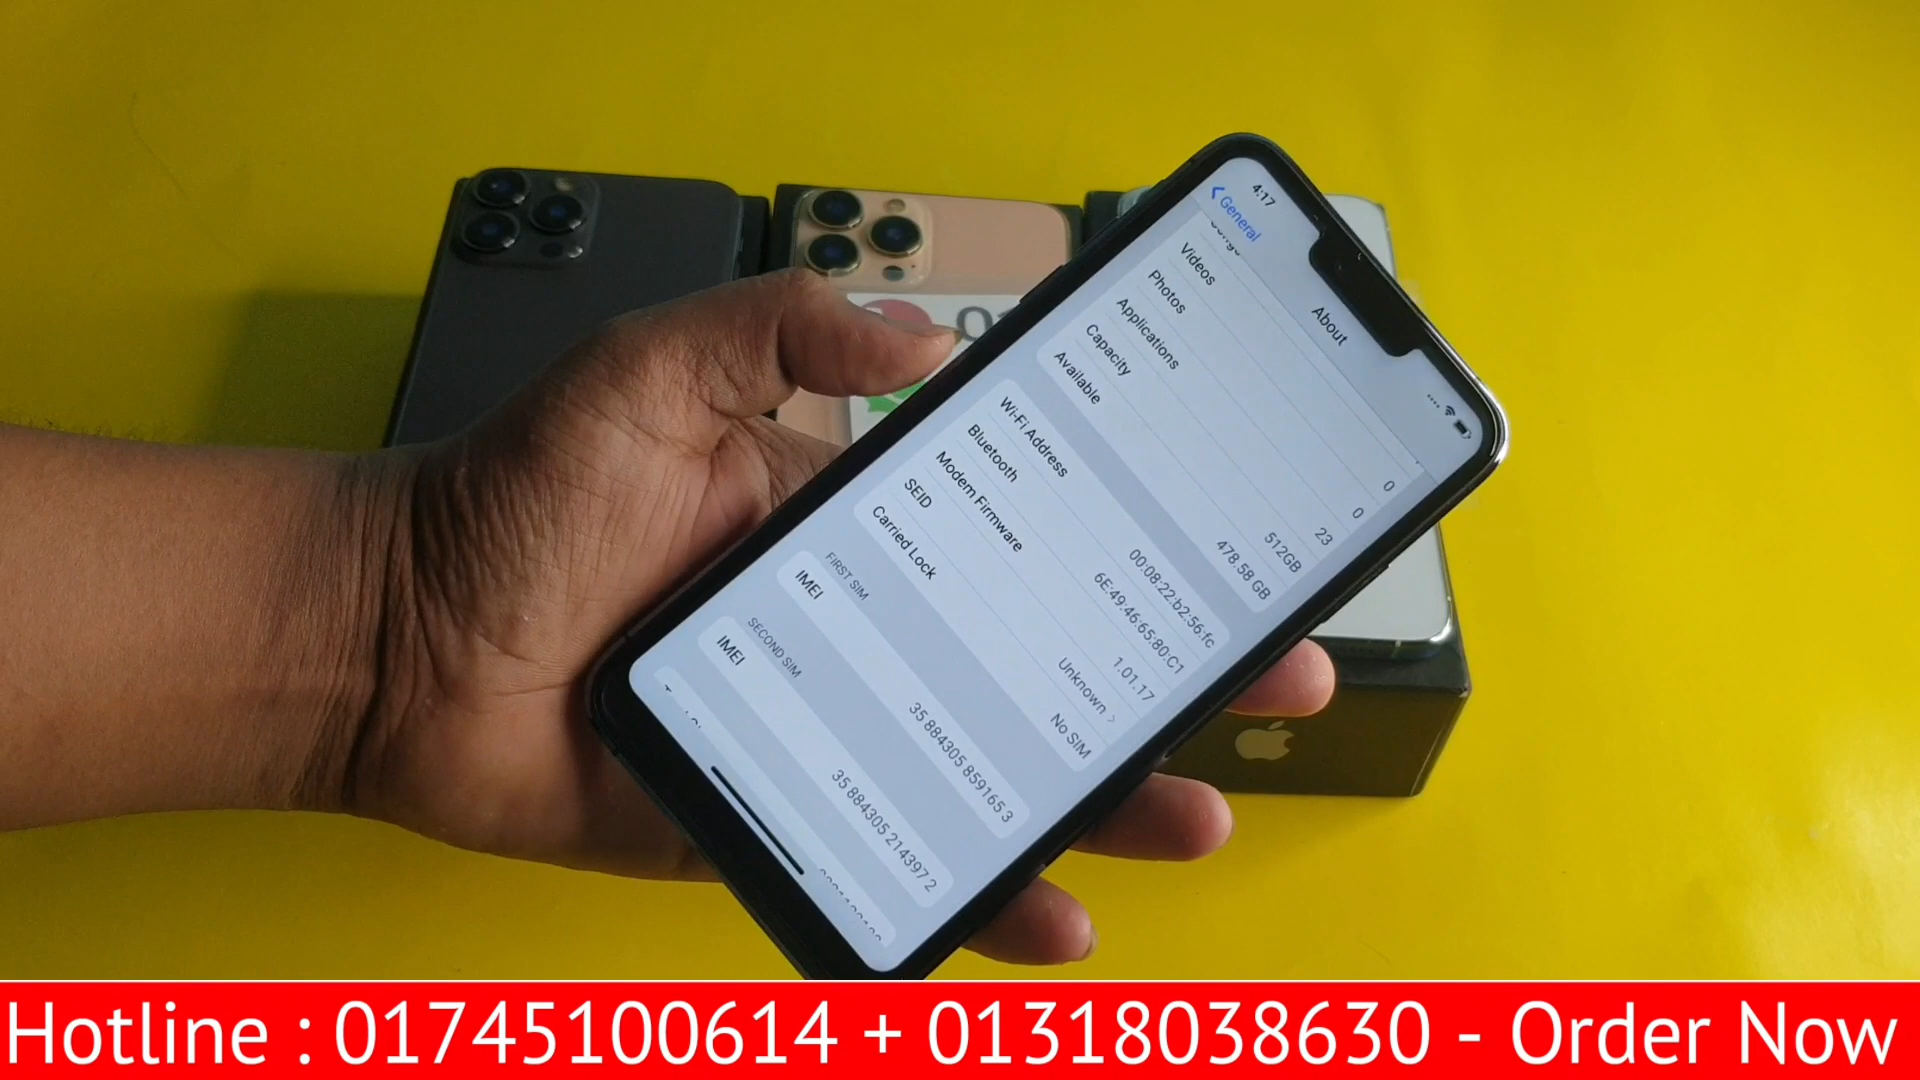 4:17
General
About
Videos
0
Photos
0
Applications
23
Capacity
512GB
Available
478.58 GB
Wi-Fi Address
00:08:22:b2:56:fc
Bluetooth
6E:49:46:65:80:C1
Modem Firmware
1.01.17
SEID
Unknown
Carried Lock
No SIM
FIRST SIM
IMEI
35 884305 859165 3
SECOND SIM
IMEI
35 884305 214397 2
Hotline : 01745100614 + 01318038630 - Order Now